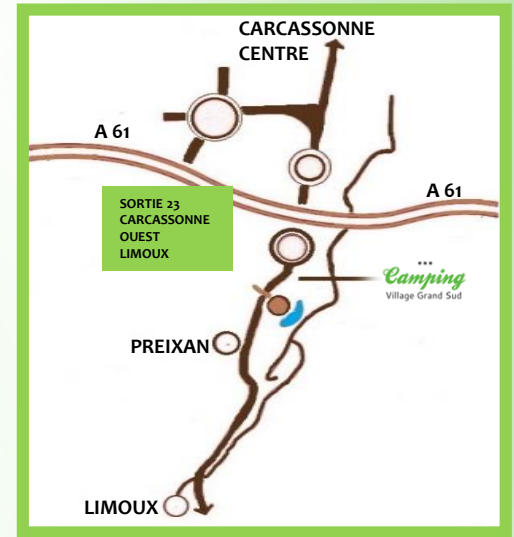 CARCASSONNE
CENTRE
A 61
A 61
SORTIE 23
CARCASSONNE
OUEST
LIMOUX
Camping
Village Grand Sud
PREIXAN
LIMOUX